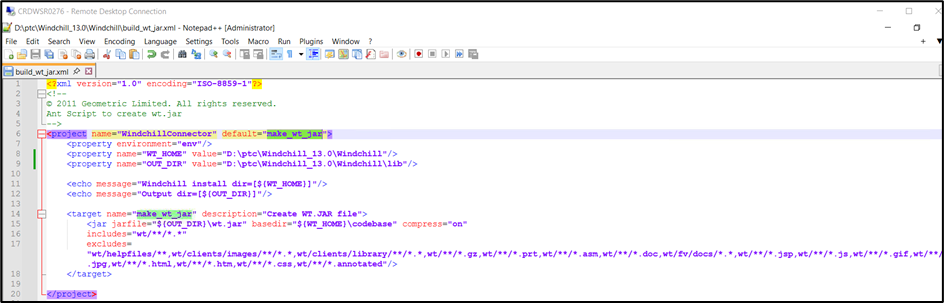 CRDWSR0276 - Remote Desktop Connection
D:\ptc\Windchill_13.0\Windchill\build_wt_jar.xml - Notepad++ [Administrator]
File Edit Search View Encoding Language Settings Tools Macro Run Plugins Window ?
build_wt_jar.xml
1 <?xml version="1.0" encoding="ISO-8859-1"?>
2 <!--
3 © 2011 Geometric Limited. All rights reserved.
4 Ant Script to create wt.jar
5 -->
6 <project name="WindchillConnector" default="make_wt_jar">
7 <property environment="env"/>
8 <property name="WT_HOME" value="D:\ptc\Windchill_13.0\Windchill"/>
9 <property name="OUT_DIR" value="D:\ptc\Windchill_13.0\Windchill\lib"/>
10
11 <echo message="Windchill install dir=[${WT_HOME}]"/>
12 <echo message="Output dir=[${OUT_DIR}]"/>
13
14 <target name="make_wt_jar" description="Create WT.JAR file">
15 <jar jarfile="${OUT_DIR}\wt.jar" basedir="${WT_HOME}\codebase" compress="on"
16 includes="wt/**/*.*"
17 excludes=
"wt/helpfiles/**,wt/clients/images/**/*.*,wt/clients/library/**/*.*,wt/**/*.gz,wt/**/*.prt,wt/**/*.asm,wt/**/*.doc,wt/fv/docs/*.*,wt/**/*.jsp,wt/**/*.js,wt/**/*.gif,wt/**/*
.jpg,wt/**/*.html,wt/**/*.htm,wt/**/*.css,wt/**/*.annotated"/>
18 </target>
19
20 </project>